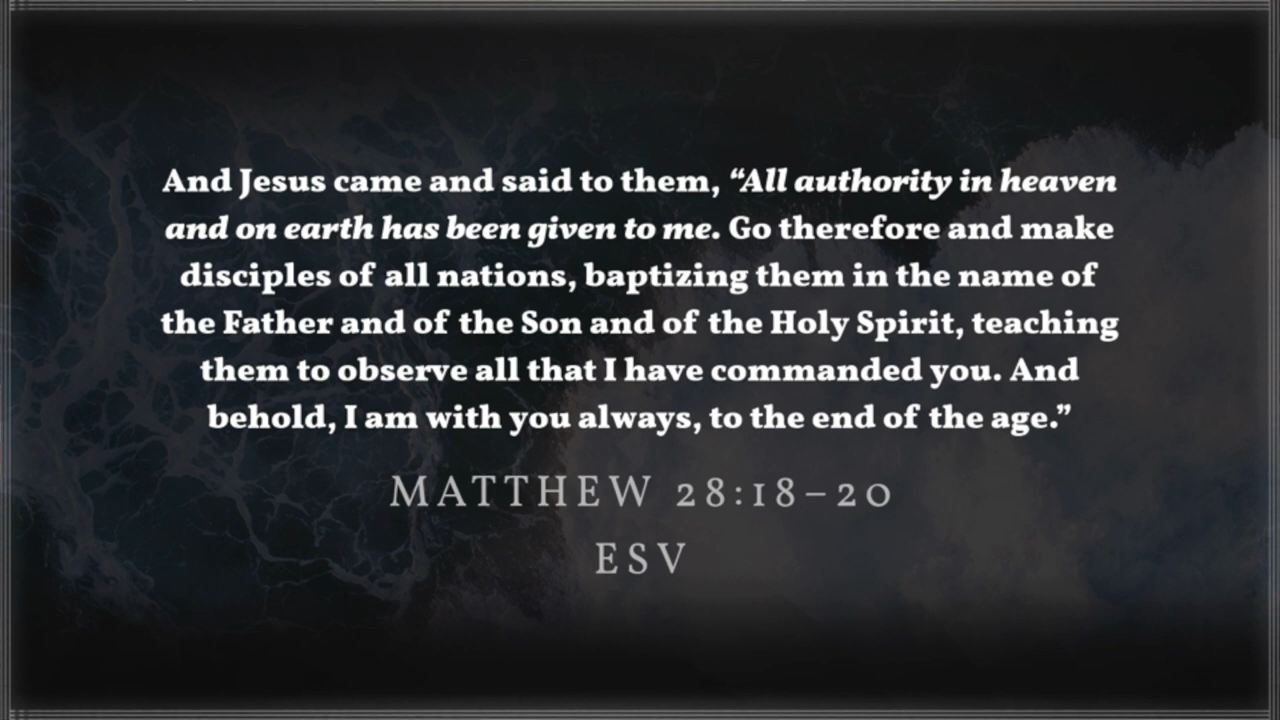 And Jesus came and said to them, “All authority in heaven
and on earth has been given to me. Go therefore and make
disciples of all nations, baptizing them in the name of
the Father and of the Son and of the Holy Spirit, teaching
them to observe all that I have commanded you. And
behold, I am with you always, to the end of the age.”
MATTHEW 28:18–20
ESV